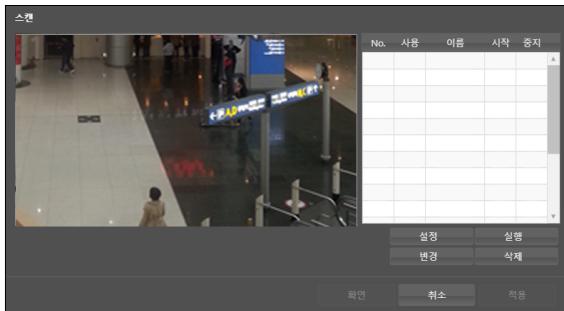 스캔
No. 사용 이름 시작 중지
← P A,D
B,C P ↑
설정 실행
변경 삭제
확인 취소 적용